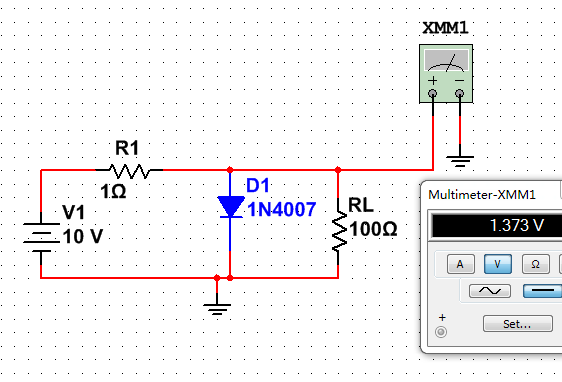 XMM1
+ −
R1
1Ω
V1
10 V
D1
1N4007
RL
100Ω
Multimeter-XMM1
1.373 V
A V Ω
+
Set...